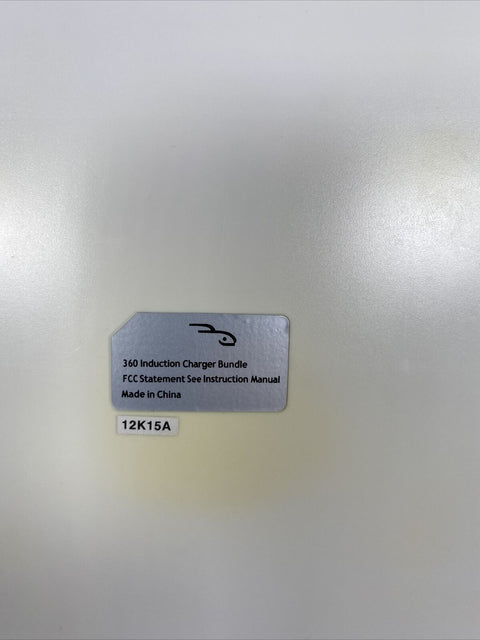 360 Induction Charger Bundle
FCC Statement See Instruction Manual
Made in China
12K15A